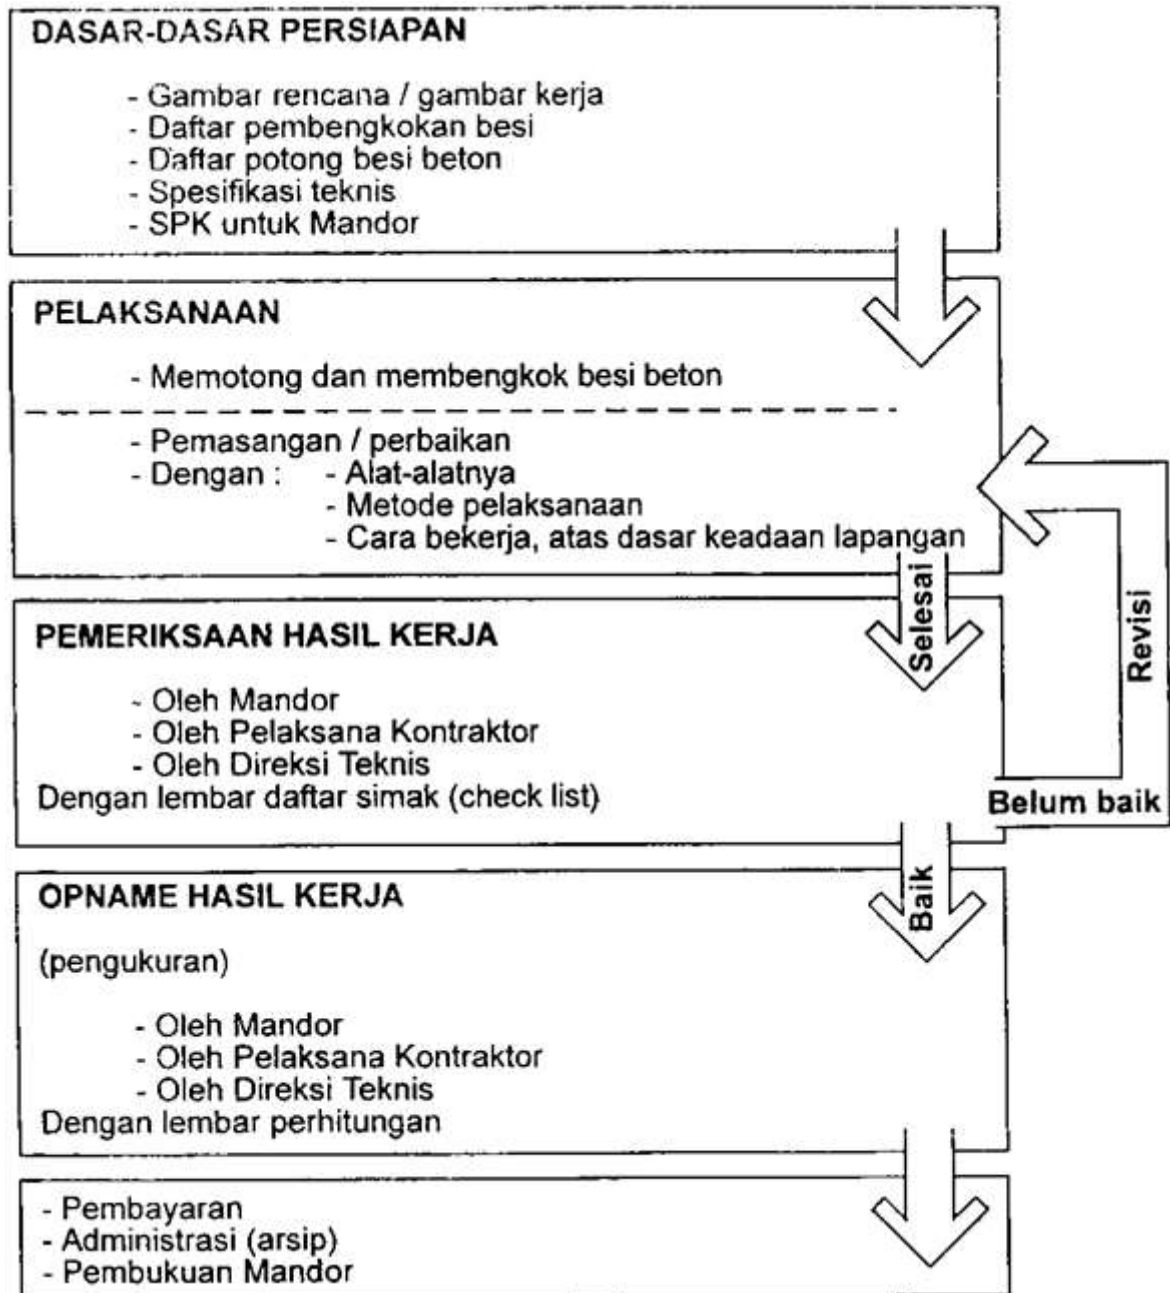 DASAR-DASAR PERSIAPAN
- Gambar rencana / gambar kerja
- Daftar pembengkokan besi
- Daftar potong besi beton
- Spesifikasi teknis
- SPK untuk Mandor
PELAKSANAAN
- Memotong dan membengkok besi beton
- Pemasangan / perbaikan
- Dengan : - Alat-alatnya
- Metode pelaksanaan
- Cara bekerja, atas dasar keadaan lapangan
Selesai
Revisi
PEMERIKSAAN HASIL KERJA
- Oleh Mandor
- Oleh Pelaksana Kontraktor
- Oleh Direksi Teknis
Dengan lembar daftar simak (check list)
Belum baik
Baik
OPNAME HASIL KERJA
(pengukuran)
- Oleh Mandor
- Oleh Pelaksana Kontraktor
- Oleh Direksi Teknis
Dengan lembar perhitungan
- Pembayaran
- Administrasi (arsip)
- Pembukuan Mandor